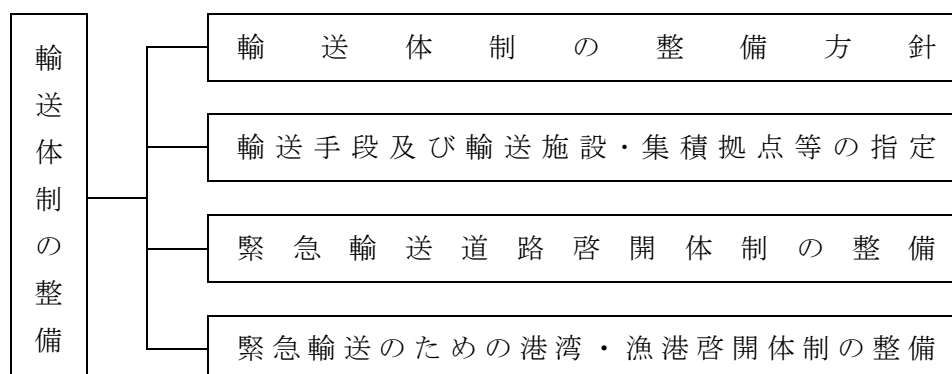 輸送体制の整備
輸送体制の整備方針
輸送手段及び輸送施設・集積拠点等の指定
緊急輸送道路啓開体制の整備
緊急輸送のための港湾・漁港啓開体制の整備